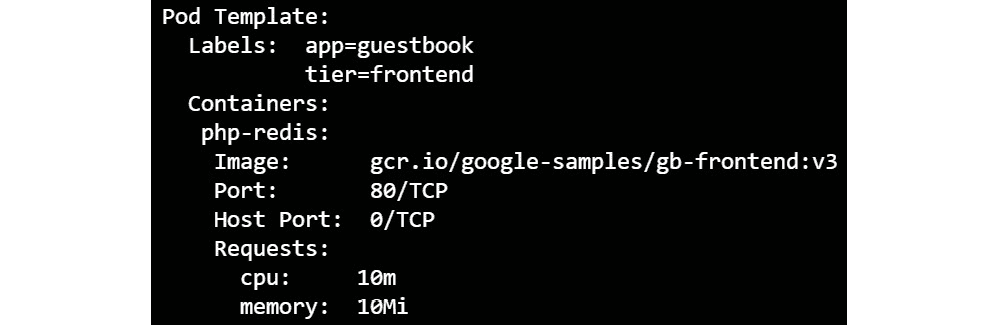 Pod Template:
Labels: app=guestbook
tier=frontend
Containers:
php-redis:
Image: gcr.io/google-samples/gb-frontend:v3
Port: 80/TCP
Host Port: 0/TCP
Requests:
cpu: 10m
memory: 10Mi